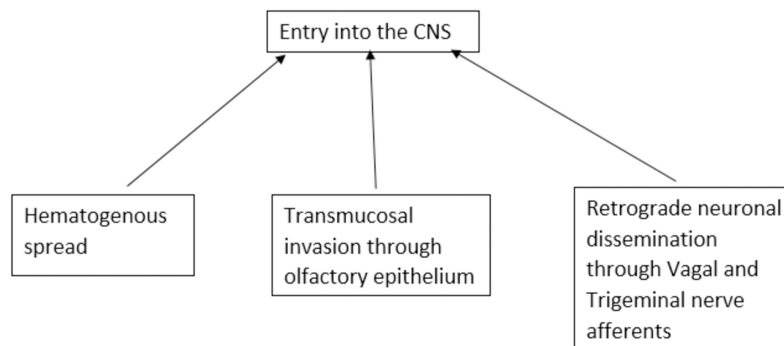 Entry into the CNS
Hematogenous
spread
Transmucosal
invasion through
olfactory epithelium
Retrograde neuronal
dissemination
through Vagal and
Trigeminal nerve
afferents